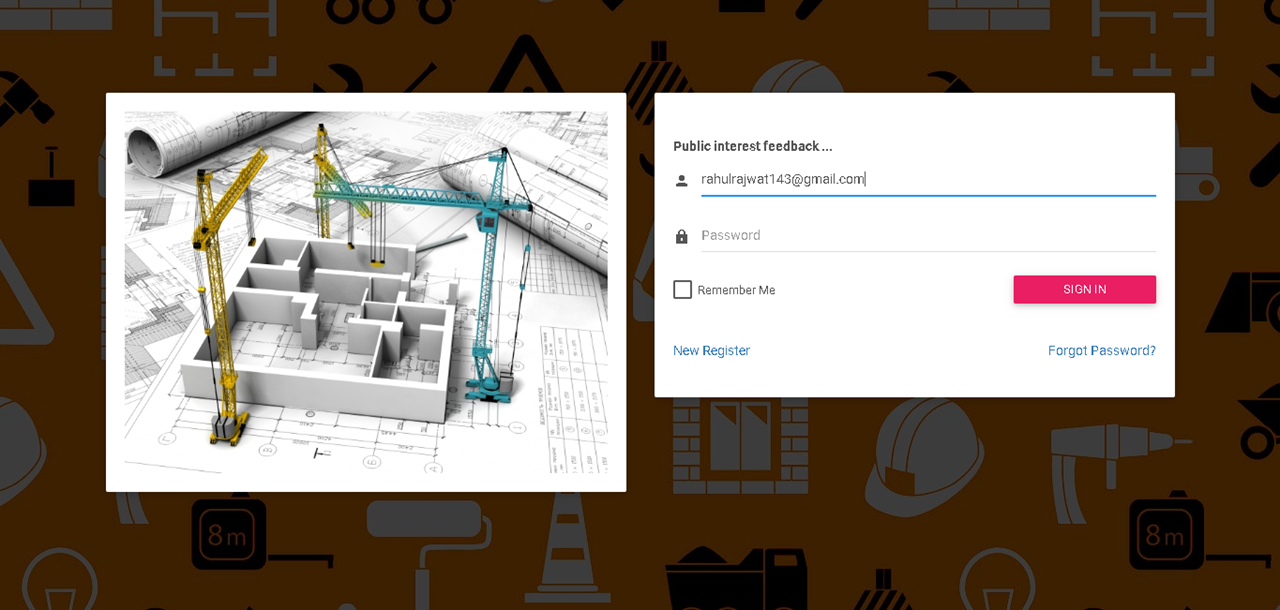 Public interest feedback ...
rahulrajwat143@gmail.com
Password
Remember Me
SIGN IN
New Register
Forgot Password?
8m
8m